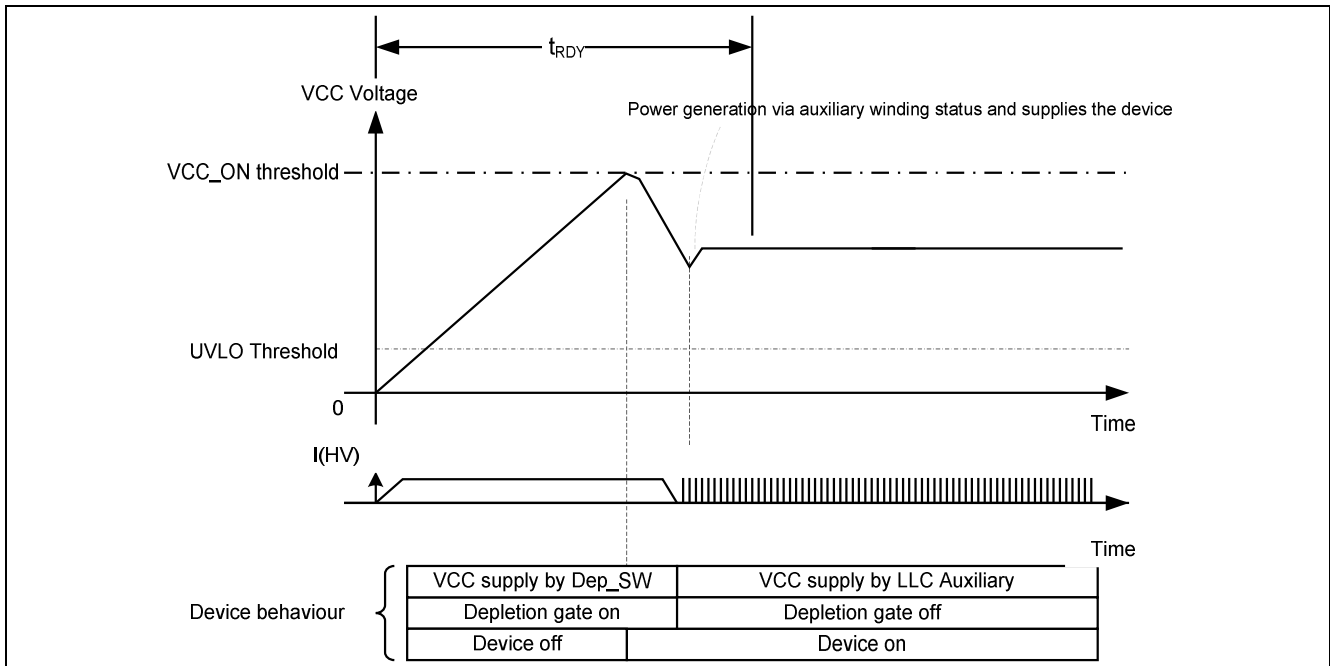 tRDY
VCC Voltage
Power generation via auxiliary winding status and supplies the device
VCC_ON threshold
UVLO Threshold
0
Time
I(HV)
Time
Device behaviour
VCC supply by Dep_SW
VCC supply by LLC Auxiliary
Depletion gate on
Depletion gate off
Device off
Device on